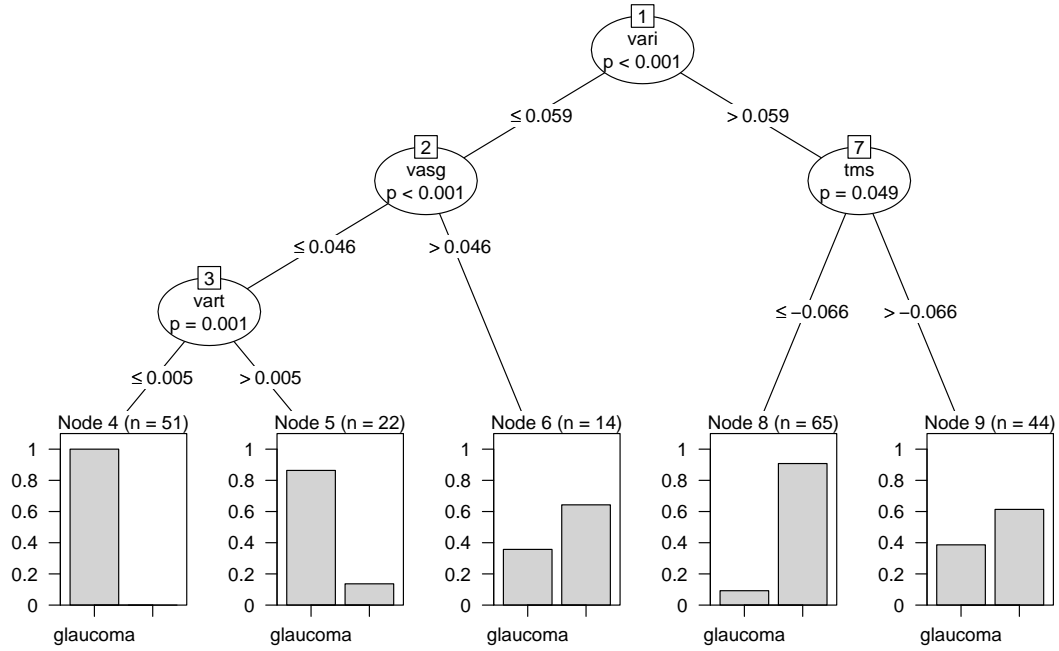 1
vari
p < 0.001
≤ 0.059
> 0.059
2
vasg
p < 0.001
7
tms
p = 0.049
≤ 0.046
> 0.046
3
vart
p = 0.001
≤ −0.066
> −0.066
≤ 0.005
> 0.005
Node 4 (n = 51)
Node 5 (n = 22)
Node 6 (n = 14)
Node 8 (n = 65)
Node 9 (n = 44)
1
0.8
0.6
0.4
0.2
0
glaucoma
1
0.8
0.6
0.4
0.2
0
glaucoma
1
0.8
0.6
0.4
0.2
0
glaucoma
1
0.8
0.6
0.4
0.2
0
glaucoma
1
0.8
0.6
0.4
0.2
0
glaucoma